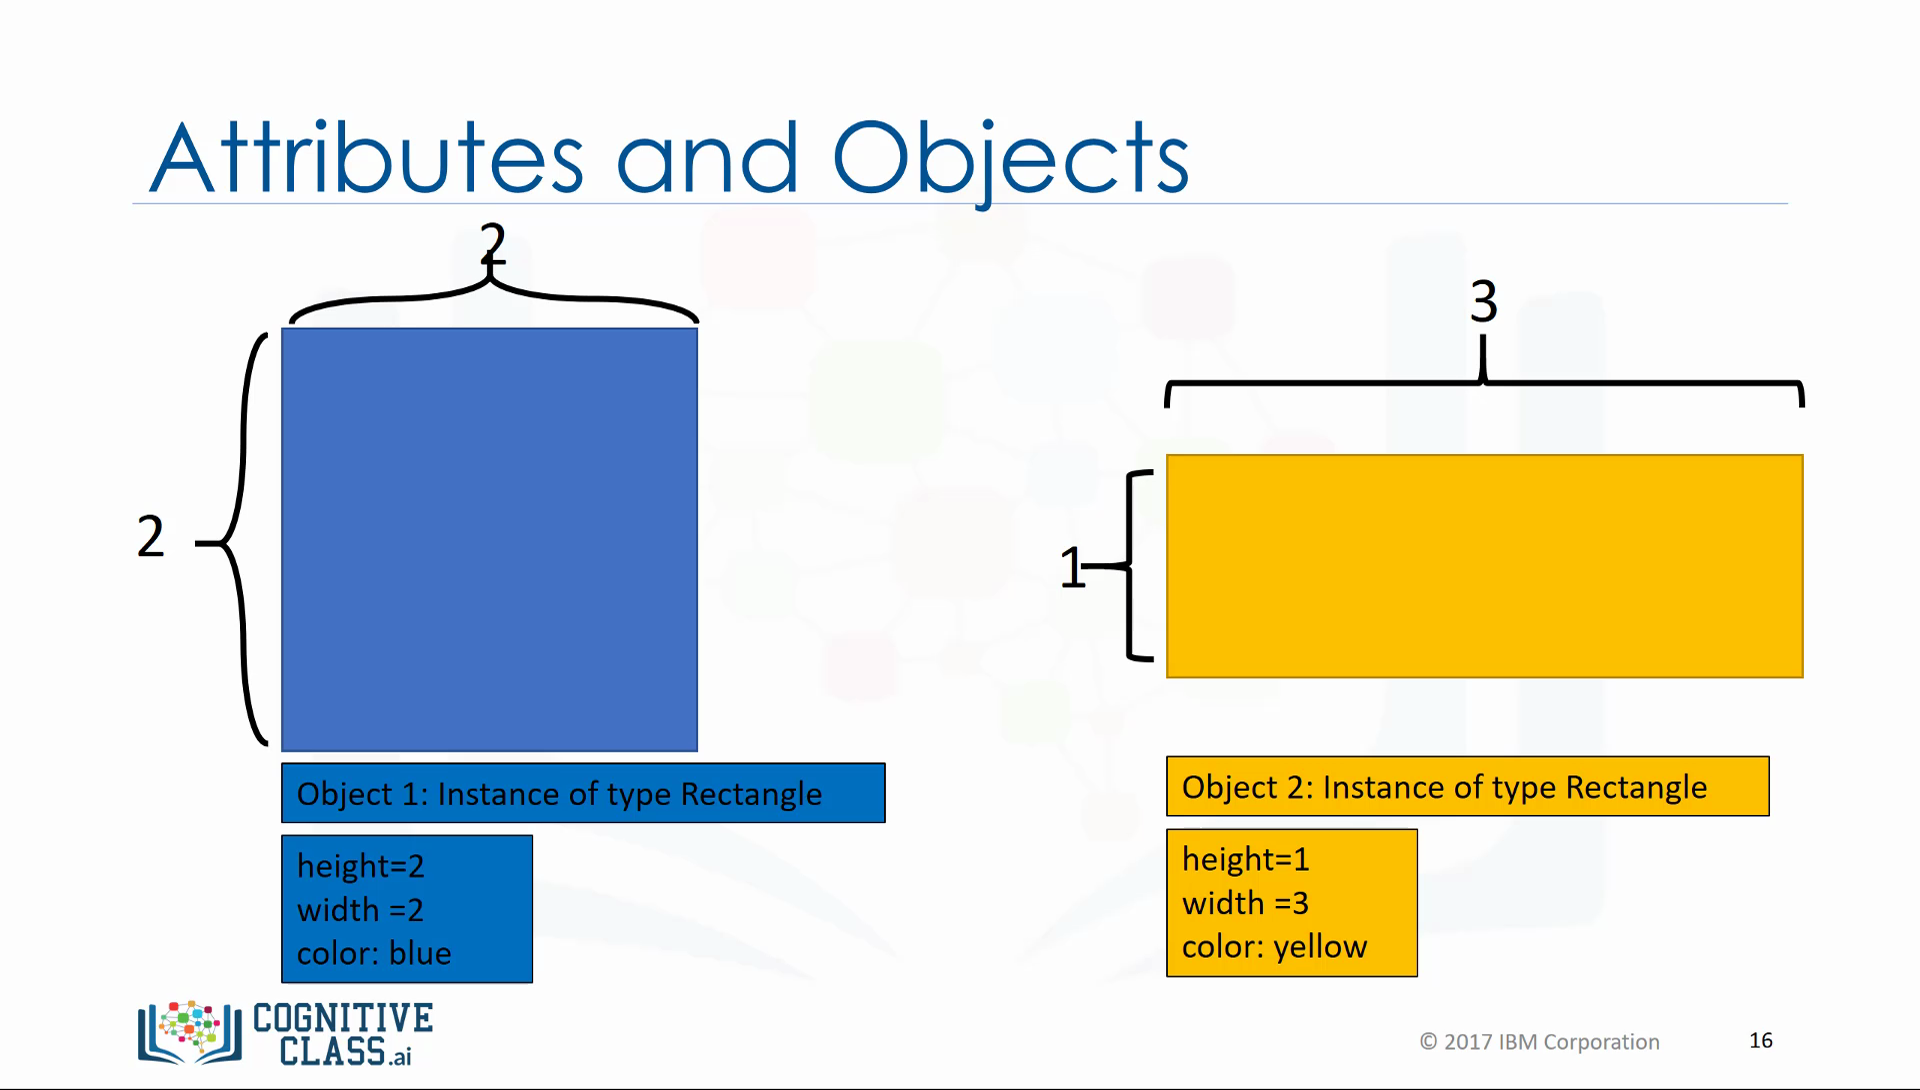 Attributes and Objects
2
2
Object 1: Instance of type Rectangle
height=2
width =2
color: blue
3
1
Object 2: Instance of type Rectangle
height=1
width =3
color: yellow
COGNITIVE
CLASS.ai
© 2017 IBM Corporation
16